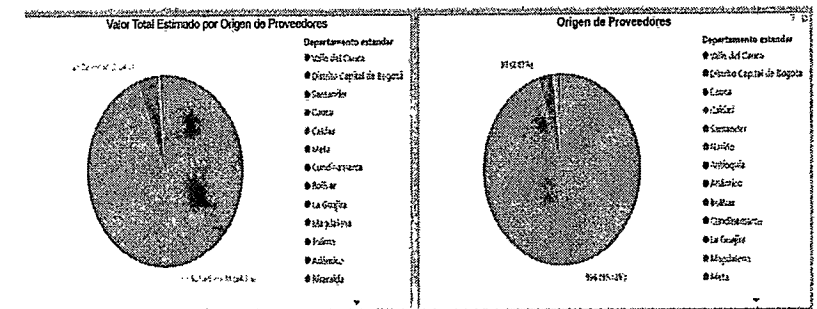 Valor Total Estimado por Origen de Proveedores
Departamento estandar
Valle del Cauca
Distrito Capital de Bogotá
Santander
Cauca
Caldas
Meta
Cundinamarca
Bolívar
La Guajira
Magdalena
Atlántico
Risaralda
Origen de Proveedores
Departamento estandar
Valle del Cauca
Distrito Capital de Bogotá
Cauca
Caldas
Santander
Nariño
Antioquia
Atlántico
Bolívar
Cundinamarca
La Guajira
Magdalena
Meta